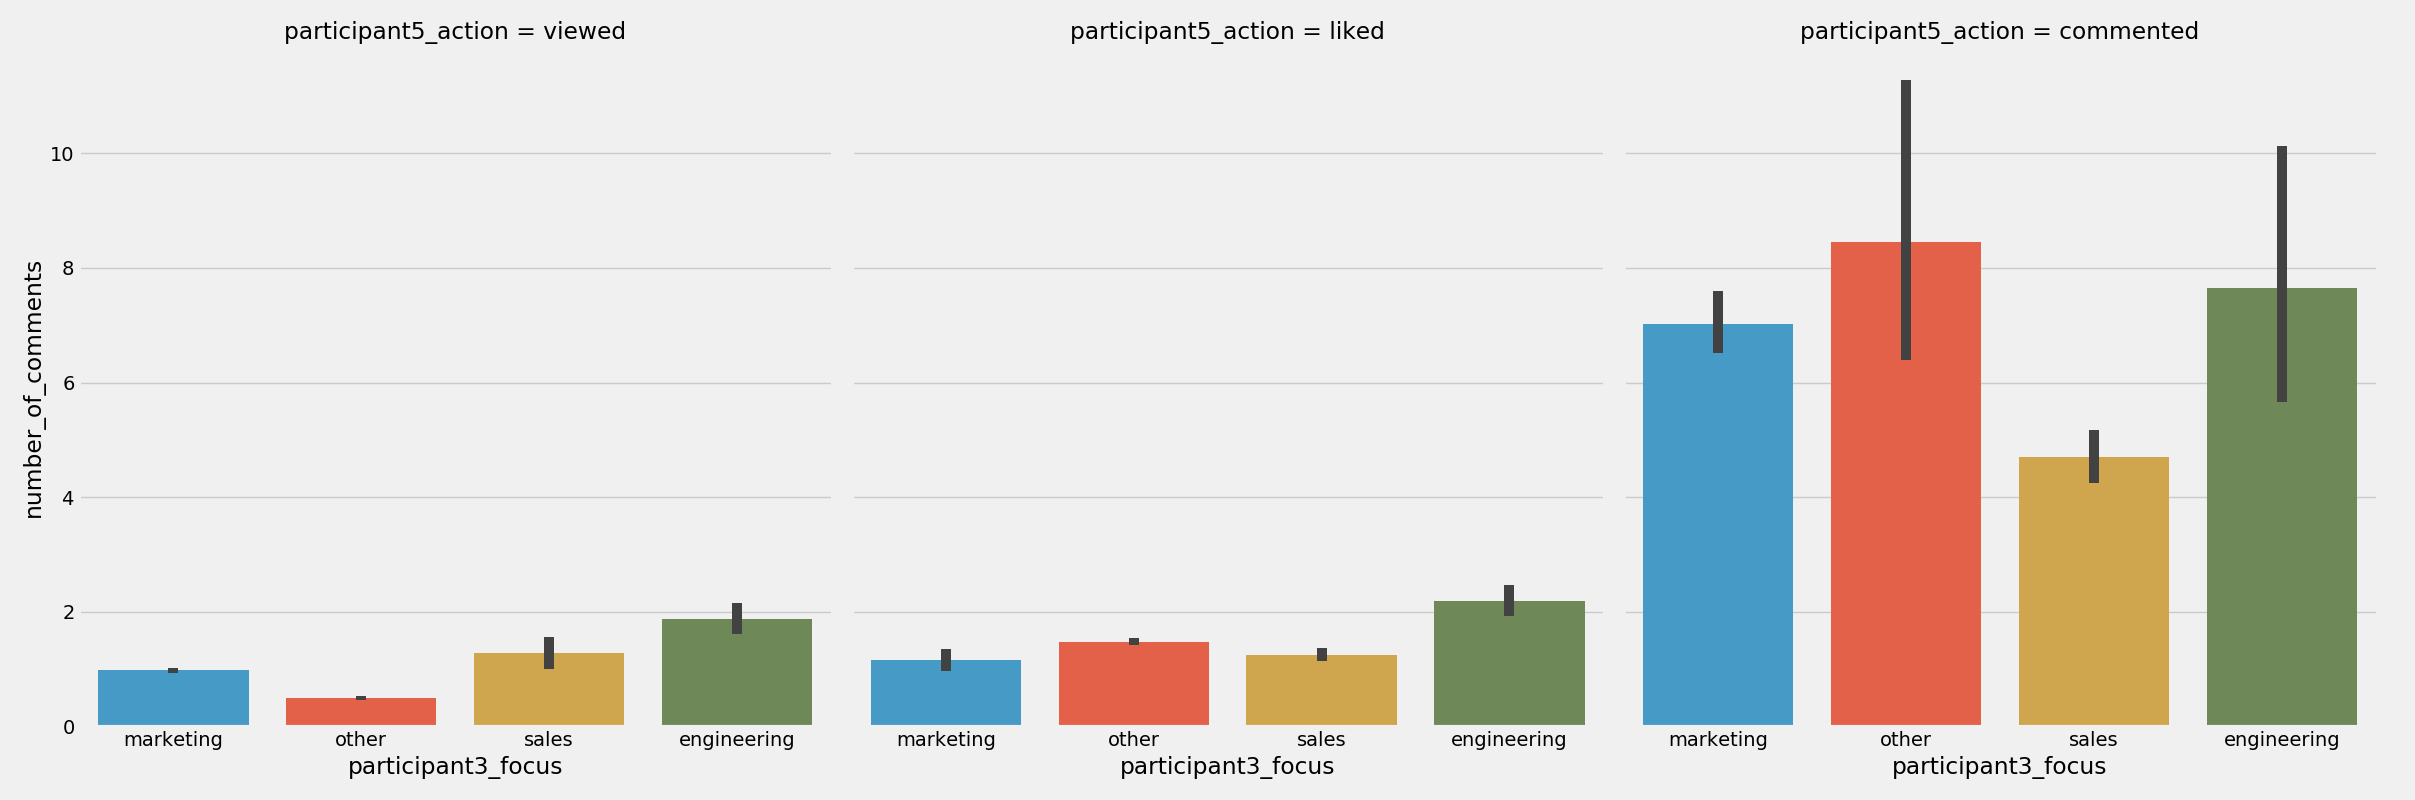 participant5_action = viewed
participant5_action = liked
participant5_action = commented
number_of_comments
10
8
6
4
2
0
marketing other sales engineering
marketing other sales engineering
marketing other sales engineering
participant3_focus
participant3_focus
participant3_focus